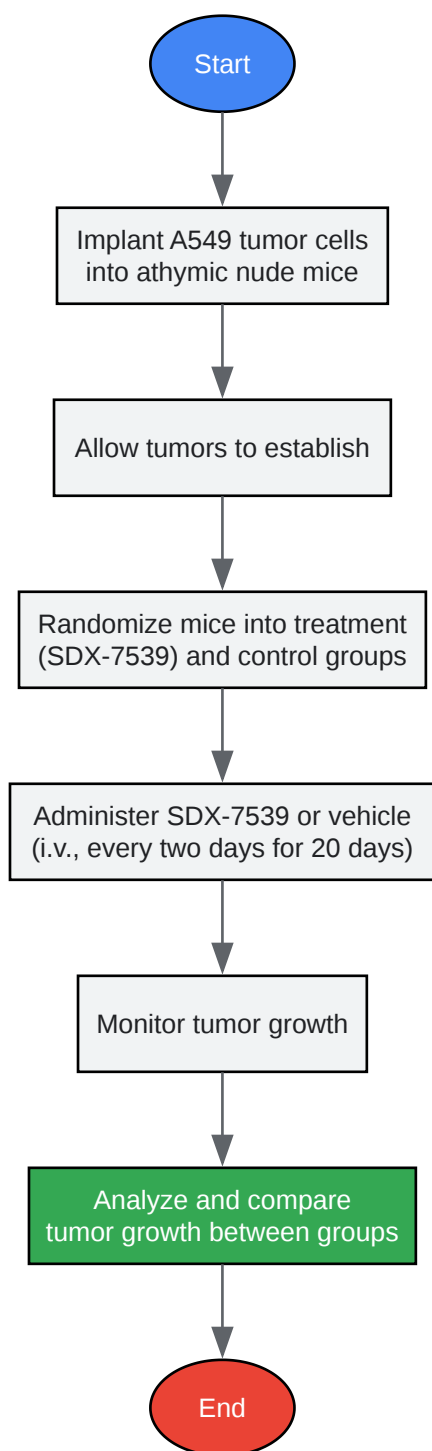 Start
Implant A549 tumor cells
into athymic nude mice
Allow tumors to establish
Randomize mice into treatment
(SDX-7539) and control groups
Administer SDX-7539 or vehicle
(i.v., every two days for 20 days)
Monitor tumor growth
Analyze and compare
tumor growth between groups
End